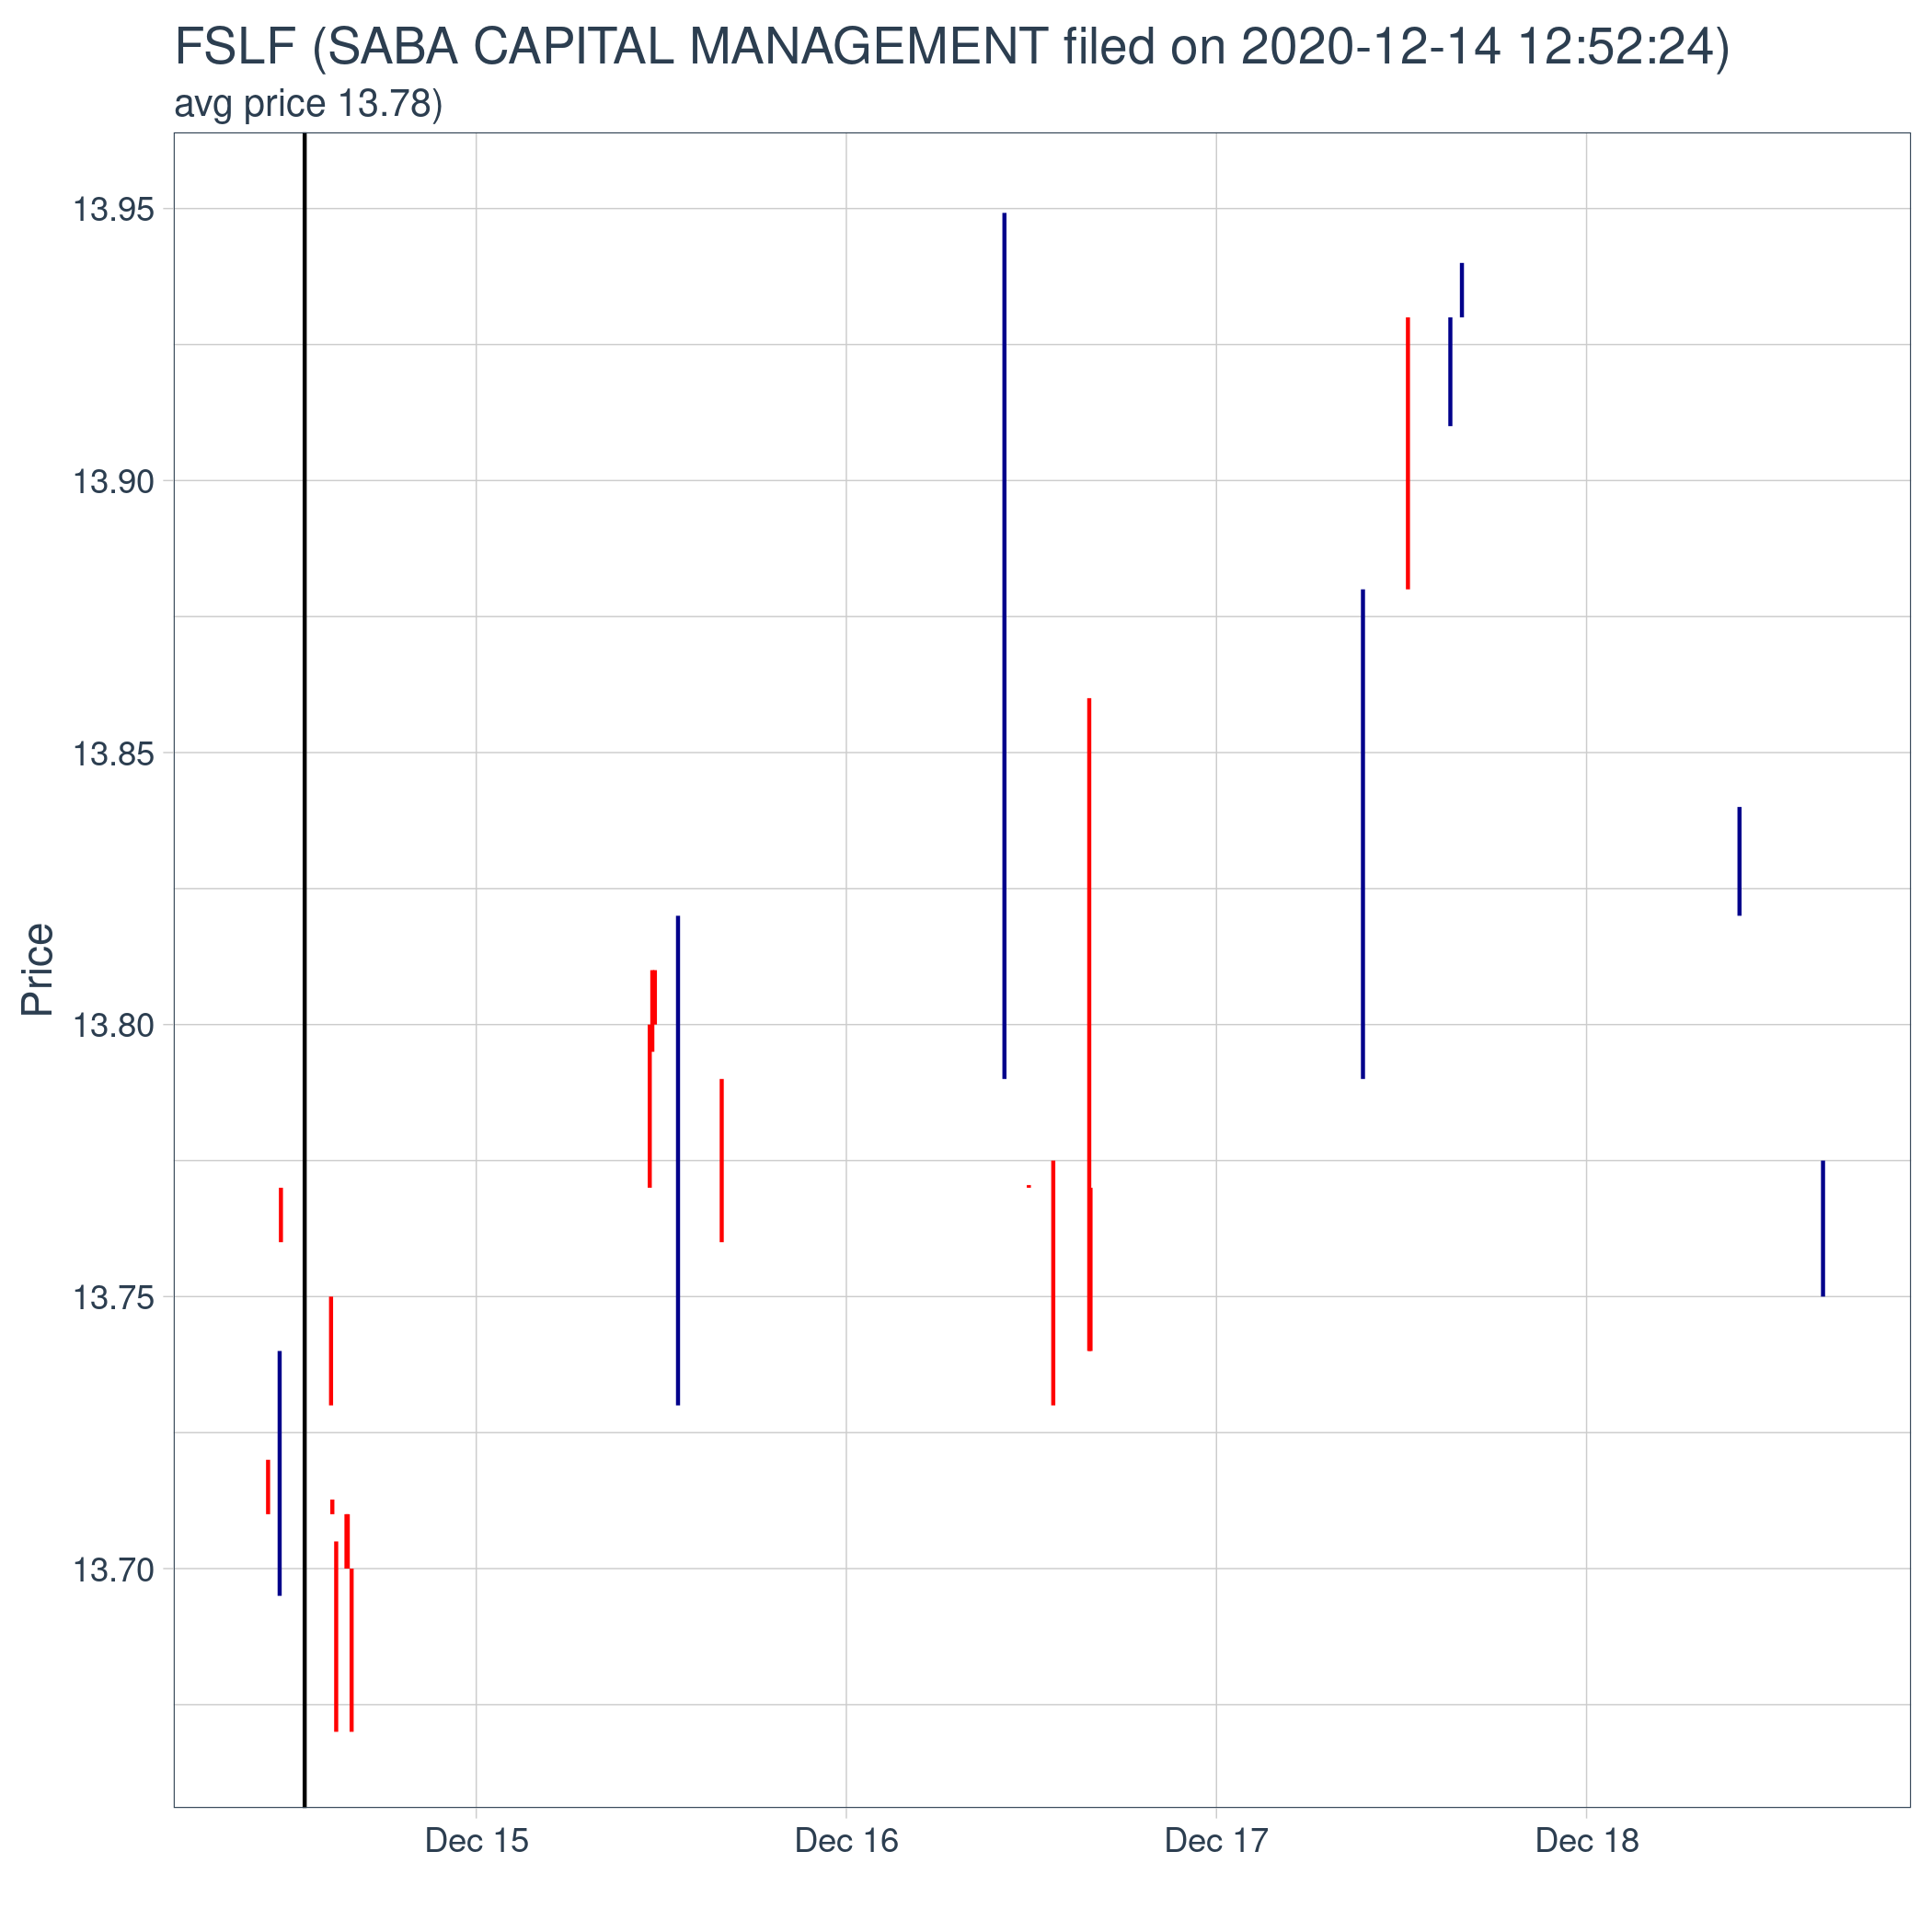 FSLF (SABA CAPITAL MANAGEMENT filed on 2020-12-14 12:52:24)
avg price 13.78)
13.95
13.90
13.85
13.80
13.75
13.70
Price
Dec 15 Dec 16 Dec 17 Dec 18